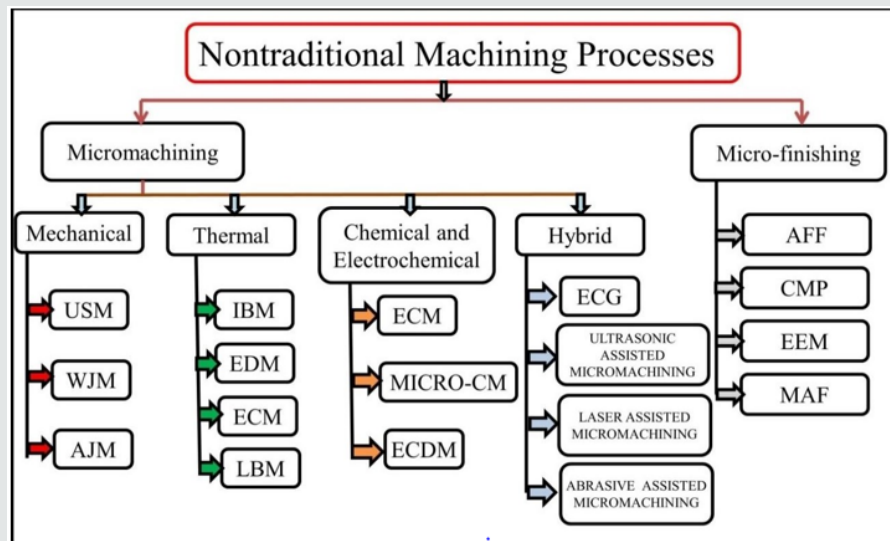 Nontraditional Machining Processes
Micromachining
Micro-finishing
Mechanical
USM
WJM
AJM
Thermal
IBM
EDM
ECM
LBM
Chemical and
Electrochemical
ECM
MICRO-CM
ECDM
Hybrid
ECG
ULTRASONIC
ASSISTED
MICROMACHINING
LASER ASSISTED
MICROMACHINING
ABRASIVE ASSISTED
MICROMACHINING
AFF
CMP
EEM
MAF